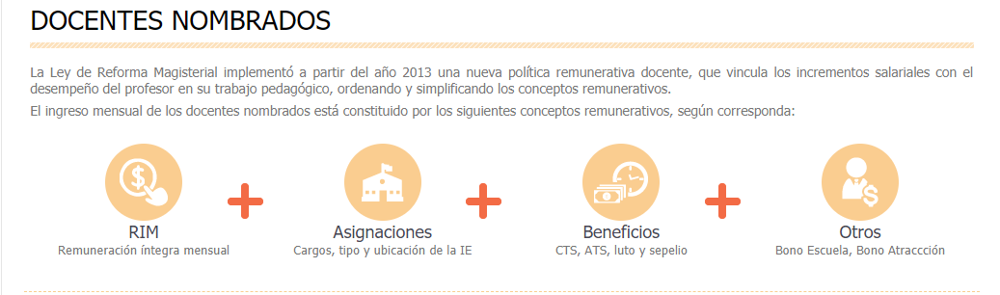 DOCENTES NOMBRADOS
La Ley de Reforma Magisterial implementó a partir del año 2013 una nueva política remunerativa docente, que vincula los incrementos salariales con el
desempeño del profesor en su trabajo pedagógico, ordenando y simplificando los conceptos remunerativos.
El ingreso mensual de los docentes nombrados está constituido por los siguientes conceptos remunerativos, según corresponda:
$ + + + $
RIM Asignaciones Beneficios Otros
Remuneración íntegra mensual Cargos, tipo y ubicación de la IE CTS, ATS, luto y sepelio Bono Escuela, Bono Atraccción